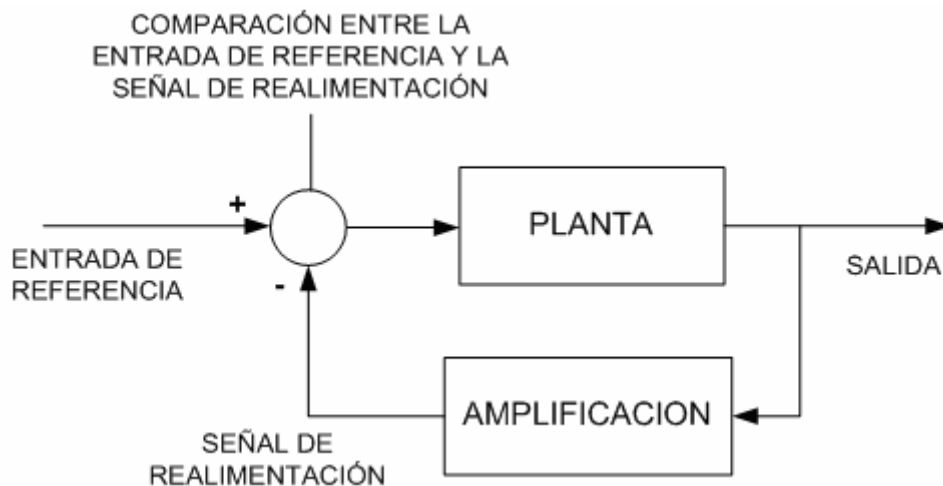 COMPARACIÓN ENTRE LA
ENTRADA DE REFERENCIA Y LA
SEÑAL DE REALIMENTACIÓN
+
PLANTA
ENTRADA DE
REFERENCIA
-
SALIDA
AMPLIFICACION
SEÑAL DE
REALIMENTACIÓN